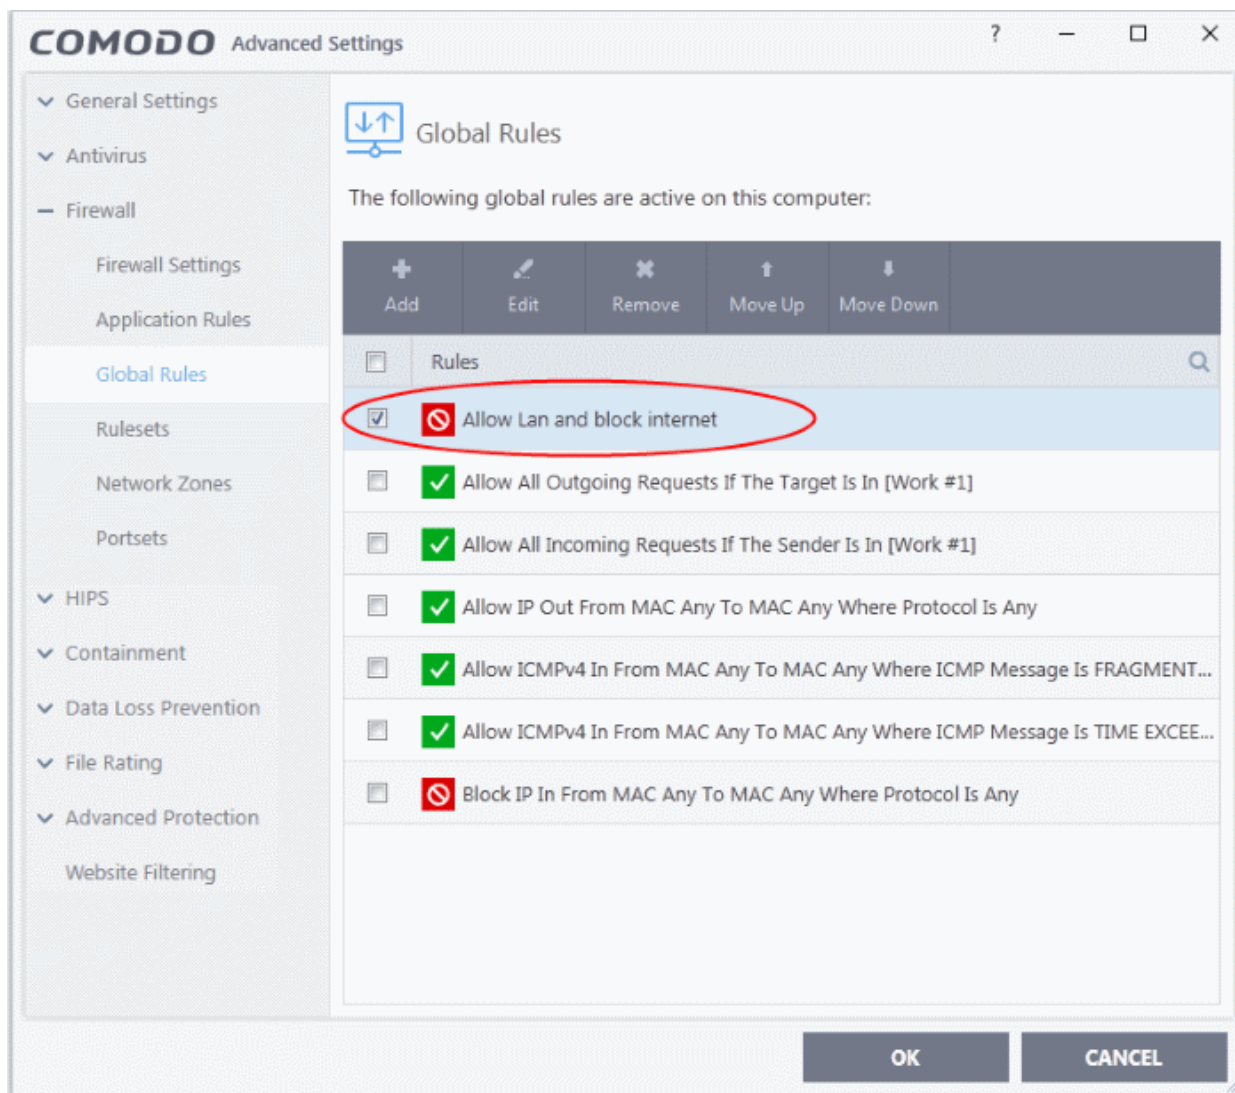 COMODO Advanced Settings ?
General Settings
Antivirus
Firewall
Firewall Settings
Application Rules
Global Rules
Rulesets
Network Zones
Portsets
HIPS
Containment
Data Loss Prevention
File Rating
Advanced Protection
Website Filtering
Global Rules
The following global rules are active on this computer:
Add Edit Remove Move Up Move Down
Rules
Allow Lan and block internet
Allow All Outgoing Requests If The Target Is In [Work #1]
Allow All Incoming Requests If The Sender Is In [Work #1]
Allow IP Out From MAC Any To MAC Any Where Protocol Is Any
Allow ICMPv4 In From MAC Any To MAC Any Where ICMP Message Is FRAGMENT...
Allow ICMPv4 In From MAC Any To MAC Any Where ICMP Message Is TIME EXCEE...
Block IP In From MAC Any To MAC Any Where Protocol Is Any
OK CANCEL